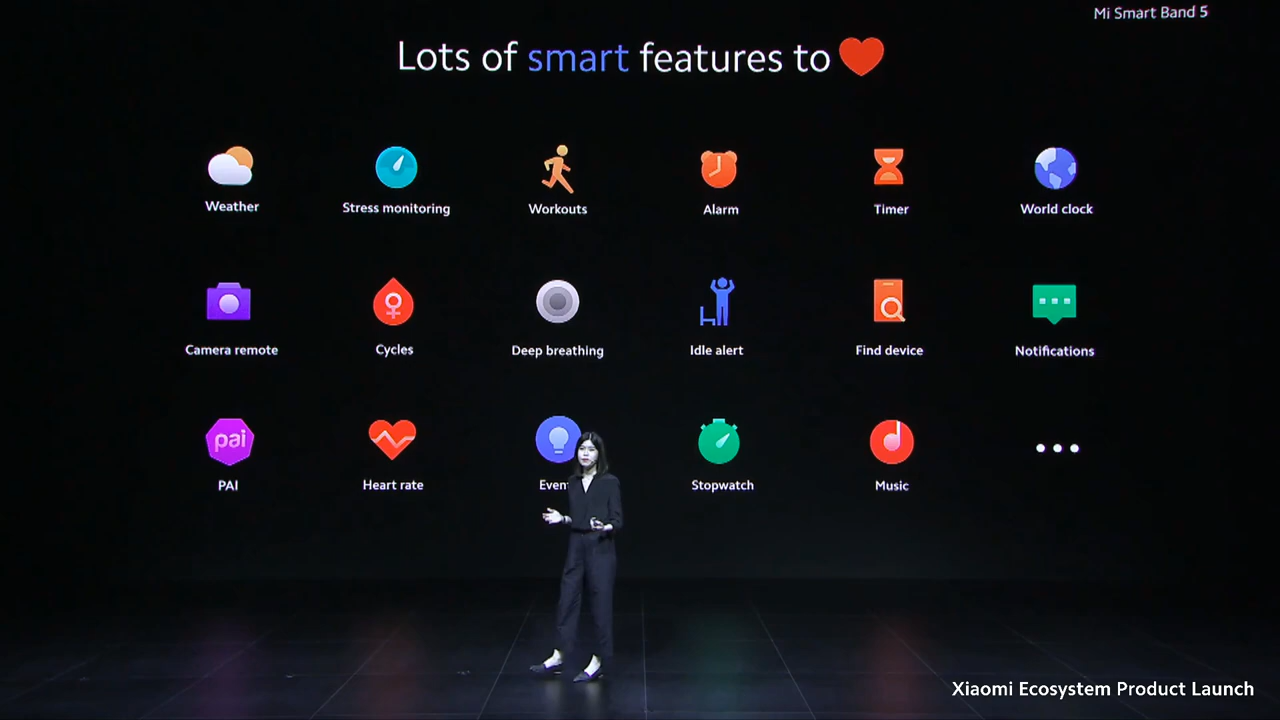 Mi Smart Band 5
Lots of smart features to
Weather
Stress monitoring
Workouts
Alarm
Timer
World clock
Camera remote
Cycles
Deep breathing
Idle alert
Find device
Notifications
pai
PAI
Heart rate
Stopwatch
Music
Xiaomi Ecosystem Product Launch